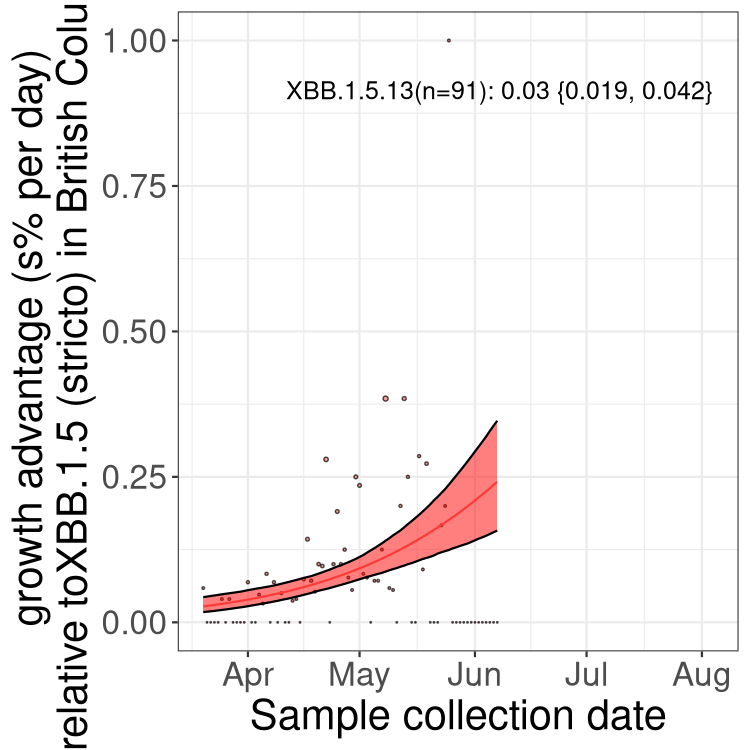 growth advantage (s% per day)
relative toXBB.1.5 (stricto) in British Colu
1.00
0.75
0.50
0.25
0.00
XBB.1.5.13(n=91): 0.03 {0.019, 0.042}
Apr May Jun Jul Aug
Sample collection date